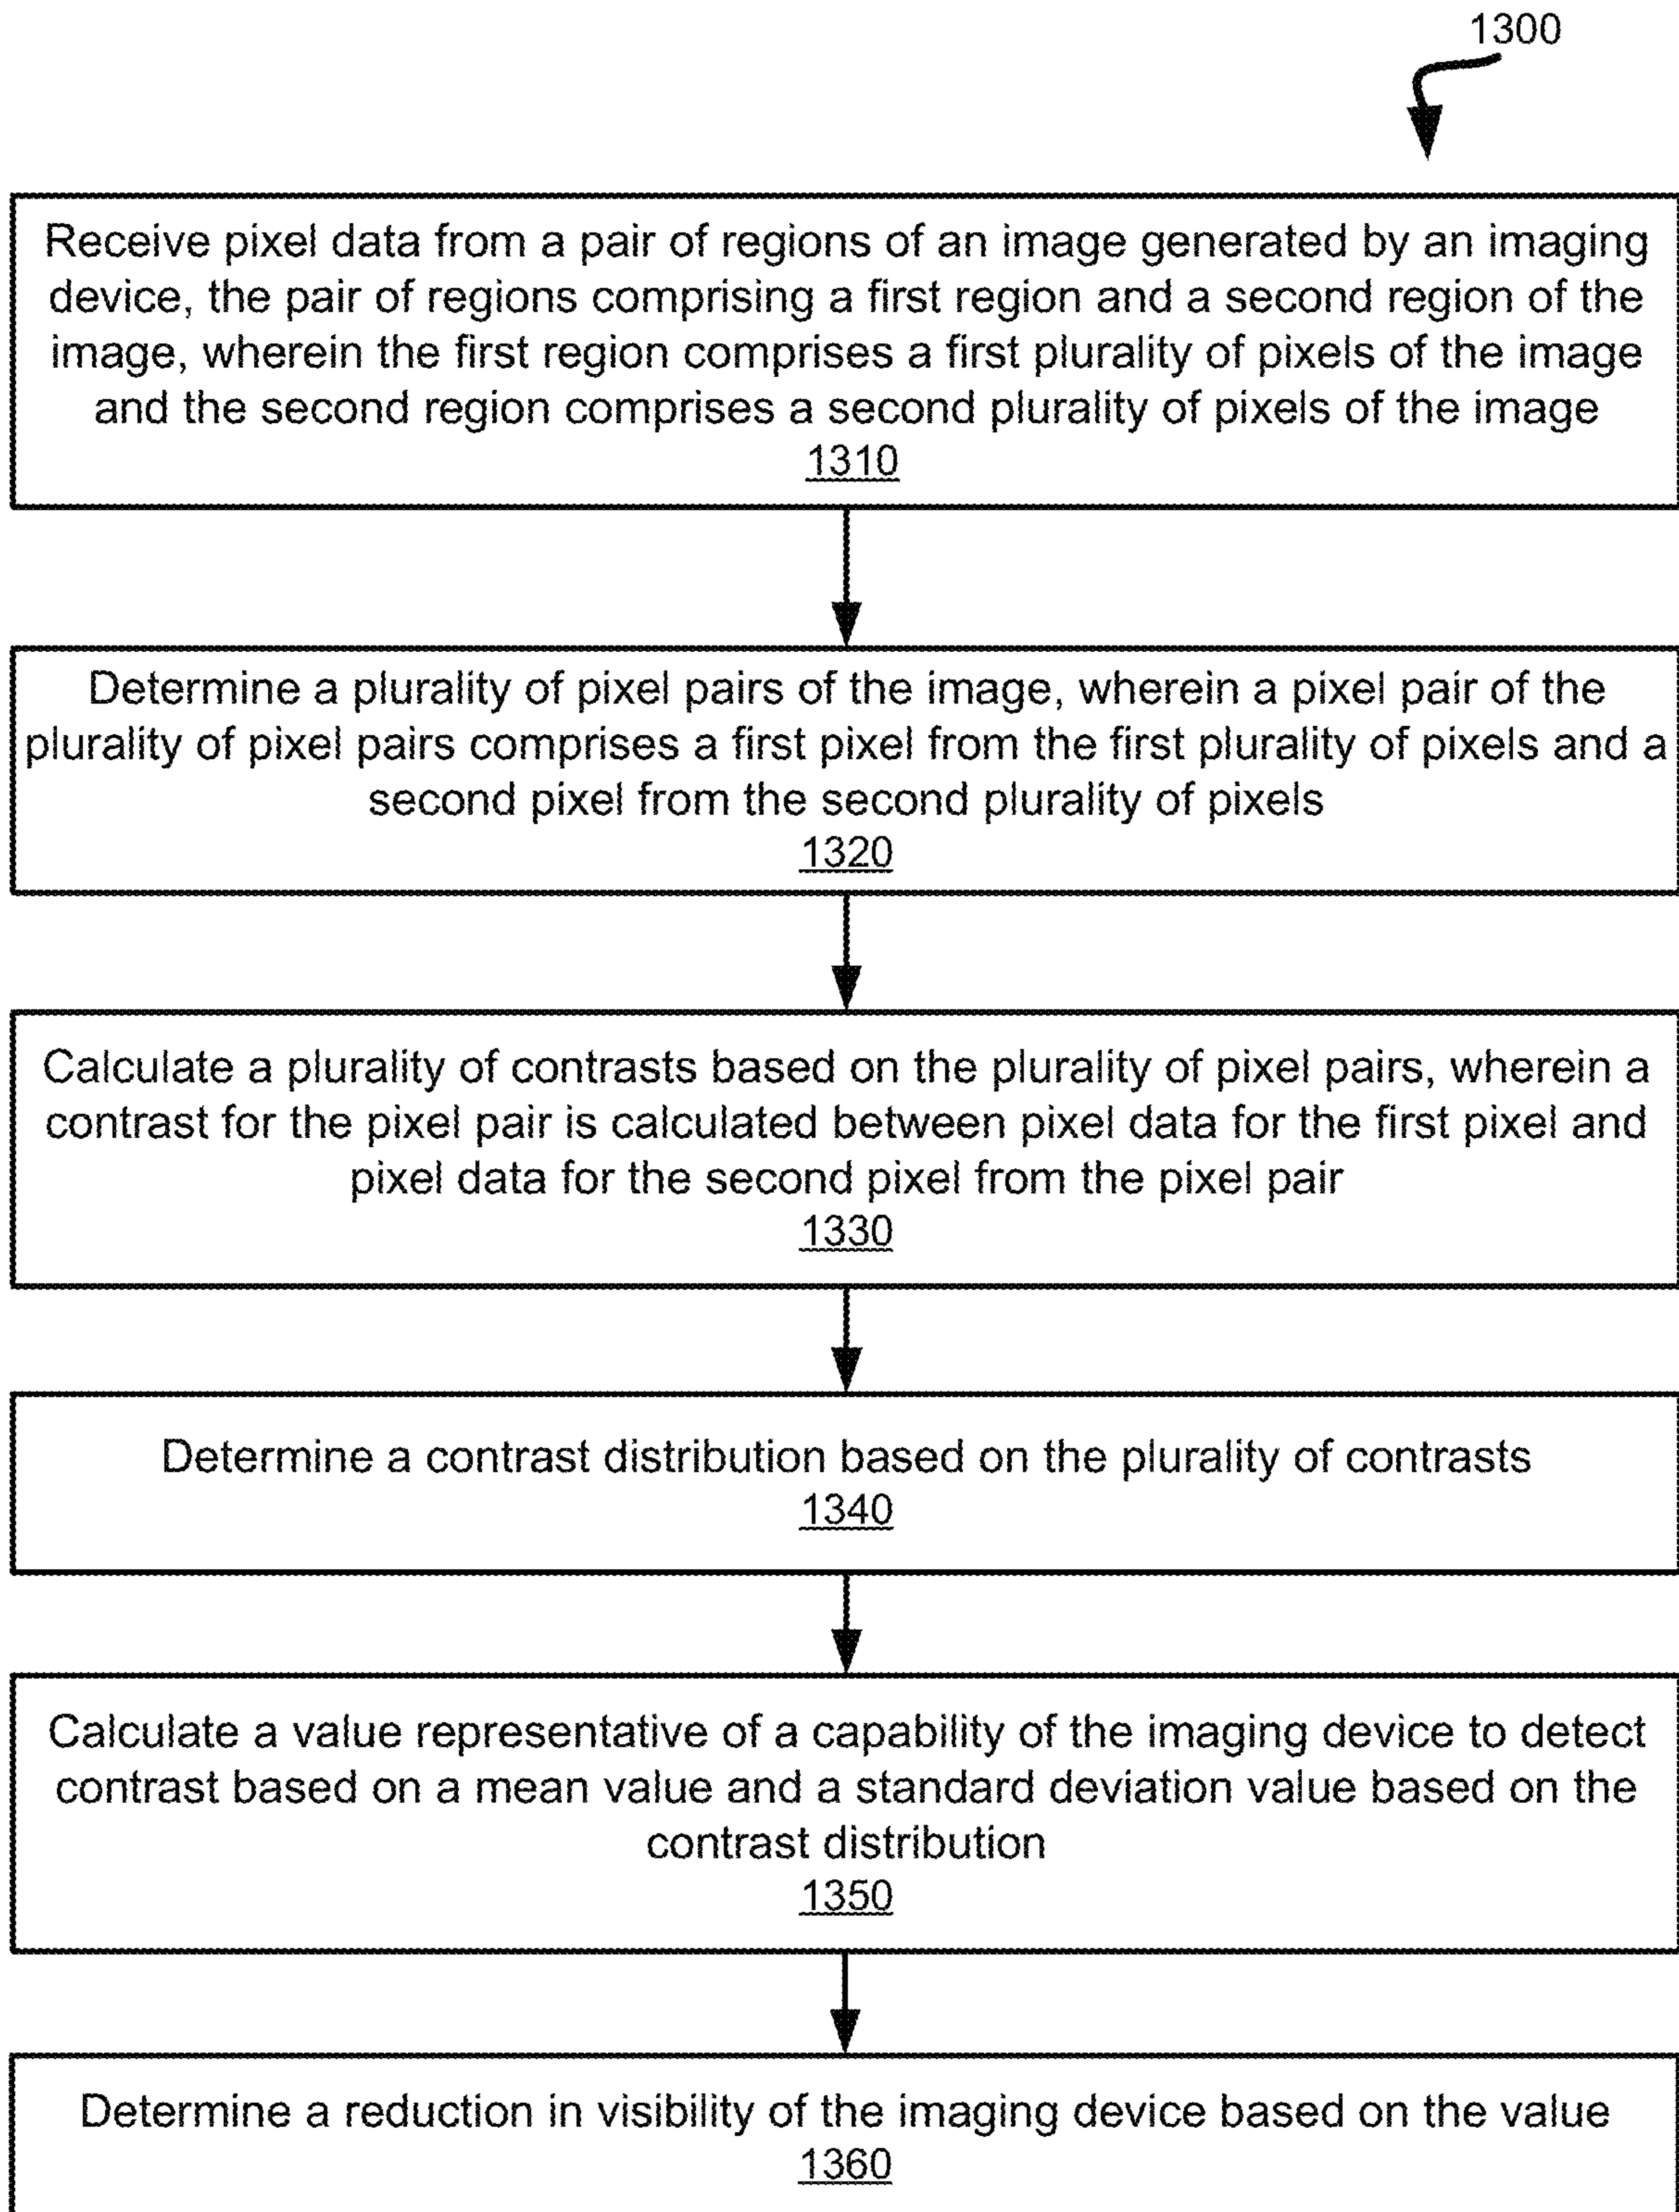 1300
Receive pixel data from a pair of regions of an image generated by an imaging
device, the pair of regions comprising a first region and a second region of the
image, wherein the first region comprises a first plurality of pixels of the image
and the second region comprises a second plurality of pixels of the image
1310
Determine a plurality of pixel pairs of the image, wherein a pixel pair of the
plurality of pixel pairs comprises a first pixel from the first plurality of pixels and a
second pixel from the second plurality of pixels
1320
Calculate a plurality of contrasts based on the plurality of pixel pairs, wherein a
contrast for the pixel pair is calculated between pixel data for the first pixel and
pixel data for the second pixel from the pixel pair
1330
Determine a contrast distribution based on the plurality of contrasts
1340
Calculate a value representative of a capability of the imaging device to detect
contrast based on a mean value and a standard deviation value based on the
contrast distribution
1350
Determine a reduction in visibility of the imaging device based on the value
1360